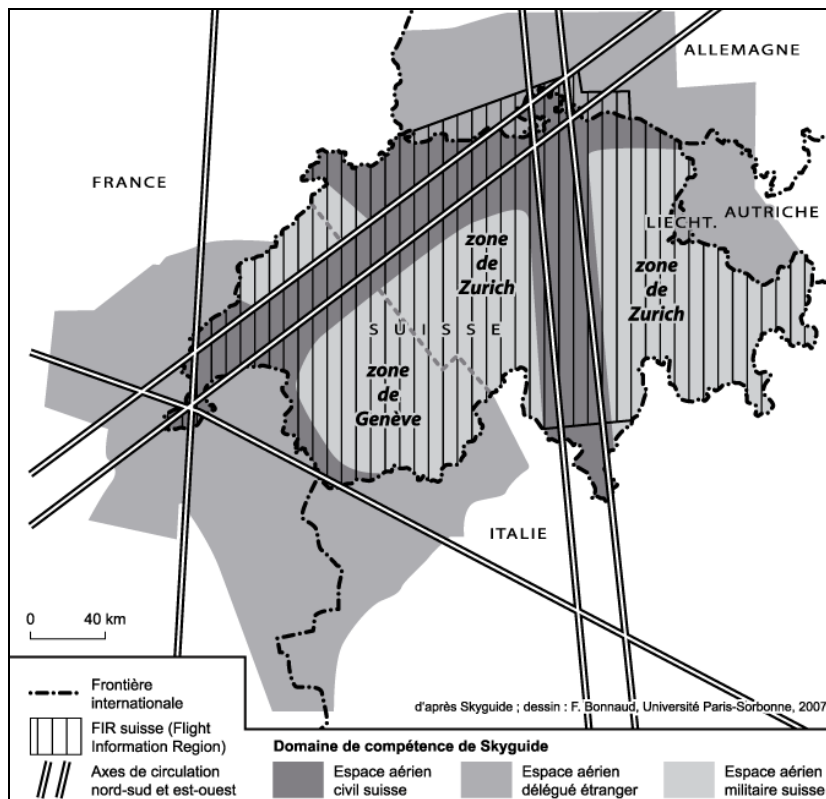 ALLEMAGNE
FRANCE
LIECHT.
AUTRICHE
zone
de
Zurich
zone
de
Zurich
SUISSE
zone
de
Genève
ITALIE
0 40 km
d'après Skyguide ; dessin : F. Bonnaud, Université Paris-Sorbonne, 2007
Frontière
internationale
FIR suisse (Flight
Information Region)
Axes de circulation
nord-sud et est-ouest
Domaine de compétence de Skyguide
Espace aérien
civil suisse
Espace aérien
délégué étranger
Espace aérien
militaire suisse